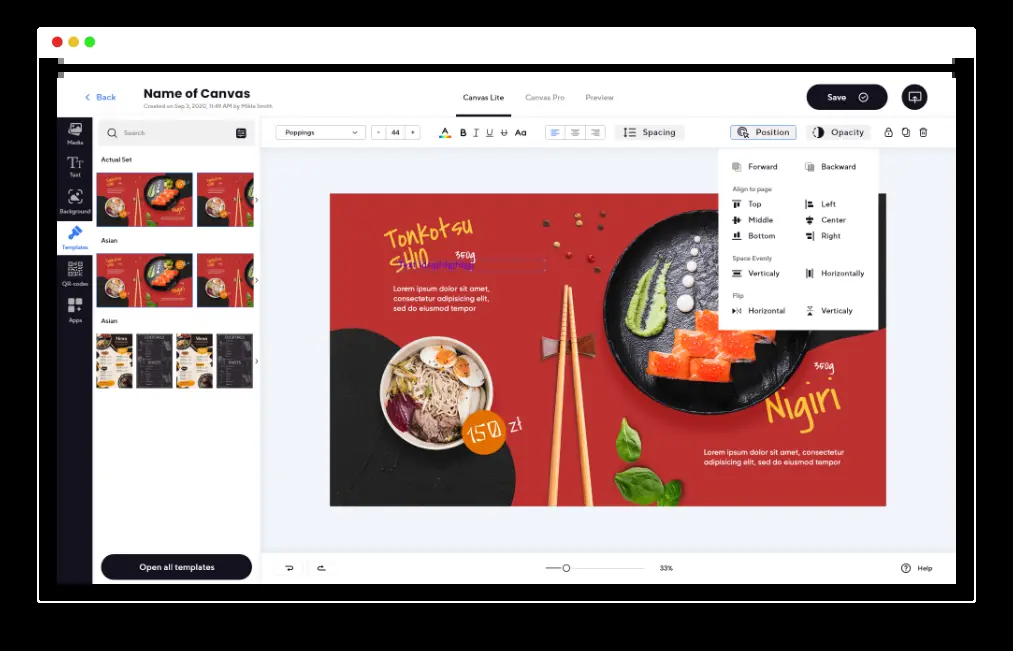 Back
Name of Canvas
Created on Sep 3, 2020, 11:49 AM by Mikla Smith
Canvas Lite
Canvas Pro
Preview
Save
Media
Text
Background
Templates
QR-codes
Apps
Search
Actual Set
Asian
Asian
Open all templates
Poppings
- 44 +
A B I U U Aa
Spacing
Position
Opacity
Forward
Backward
Align to page
Top
Left
Middle
Center
Bottom
Right
Space Evenly
Verticaly
Horizontally
Flip
Horizontal
Verticaly
Tonkotsu
SHIO
350g
Lorem ipsum dolor sit amet,
consectetur adipisicing elit,
sed do eiusmod tempor
150 zł
350g
Nigiri
Lorem ipsum dolor sit amet, consectetur
adipisicing elit, sed do eiusmod tempor
33%
Help